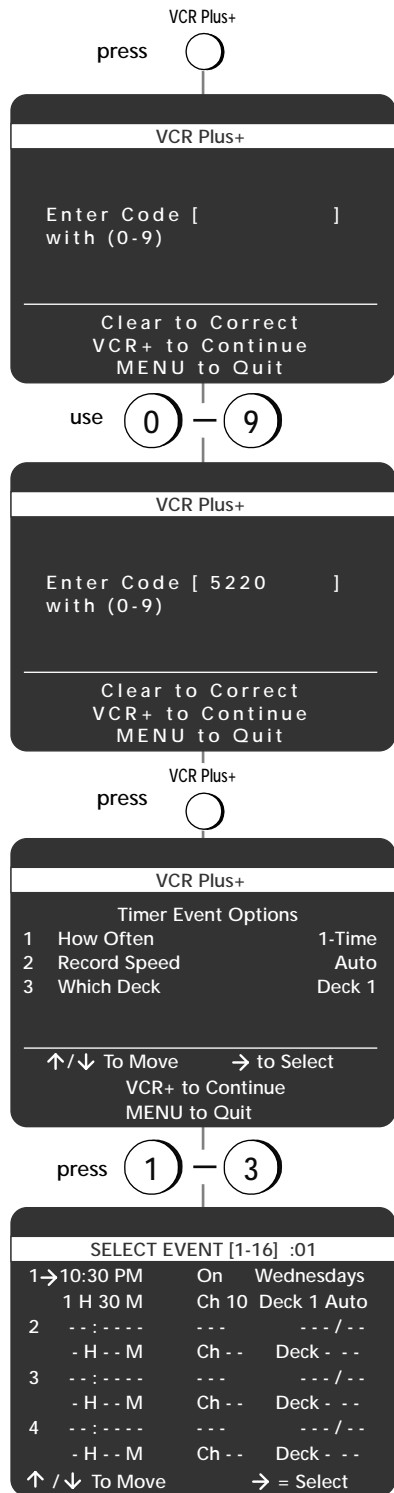 VCR Plus+
press
VCR Plus+
Enter Code [ ]
with (0-9)
Clear to Correct
VCR+ to Continue
MENU to Quit
use 0 – 9
VCR Plus+
Enter Code [ 5220 ]
with (0-9)
Clear to Correct
VCR+ to Continue
MENU to Quit
VCR Plus+
press
VCR Plus+
Timer Event Options
1 How Often 1-Time
2 Record Speed Auto
3 Which Deck Deck 1
↑/↓ To Move → to Select
VCR+ to Continue
MENU to Quit
press 1 – 3
SELECT EVENT [1-16] :01
1→10:30 PM On Wednesdays
1 H 30 M Ch 10 Deck 1 Auto
2 - - : - - - - - - - - - - / - -
- H - - M Ch - - Deck - - -
3 - - : - - - - - - - - - - / - -
- H - - M Ch - - Deck - - -
4 - - : - - - - - - - - - - / - -
- H - - M Ch - - Deck - - -
↑ /↓ To Move → = Select